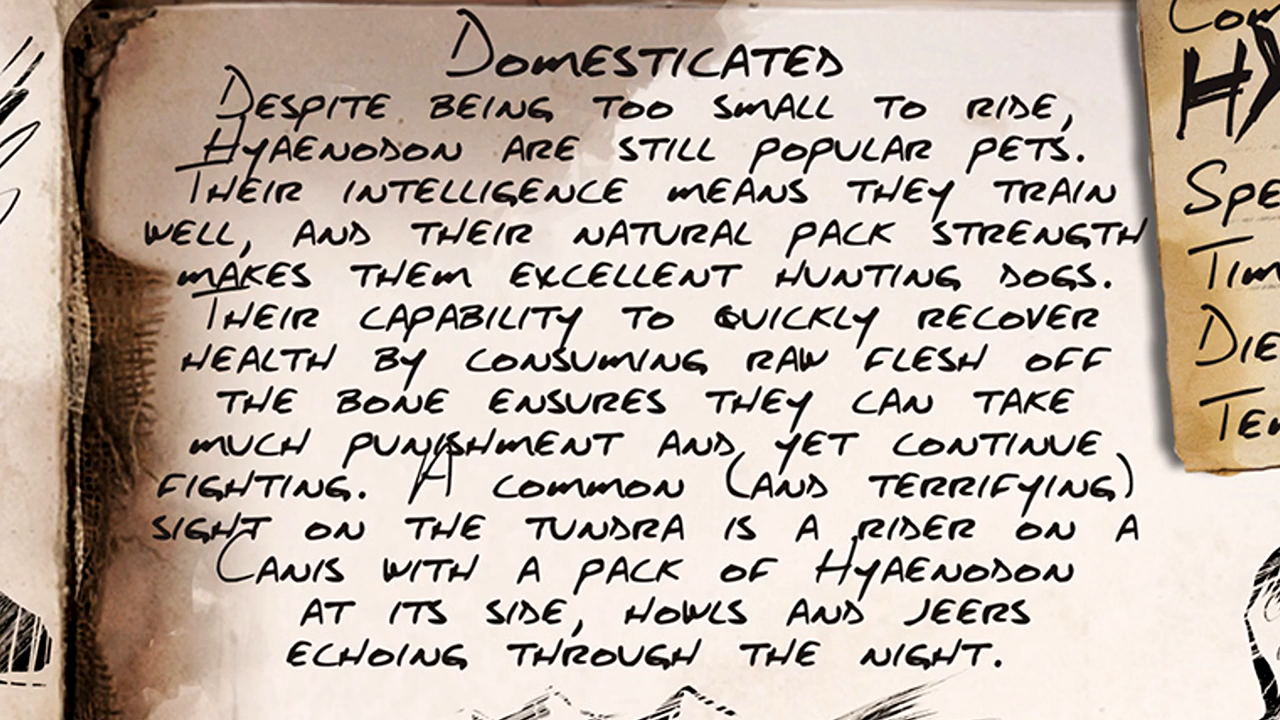 Domesticated
Despite being too small to ride,
Hyaenodon are still popular pets.
Their intelligence means they train
well, and their natural pack strength
makes them excellent hunting dogs.
Their capability to quickly recover
health by consuming raw flesh off
the bone ensures they can take
much punishment and yet continue
fighting. A common (and terrifying)
sight on the tundra is a rider on a
Canis with a pack of Hyaenodon
at its side, howls and jeers
echoing through the night.